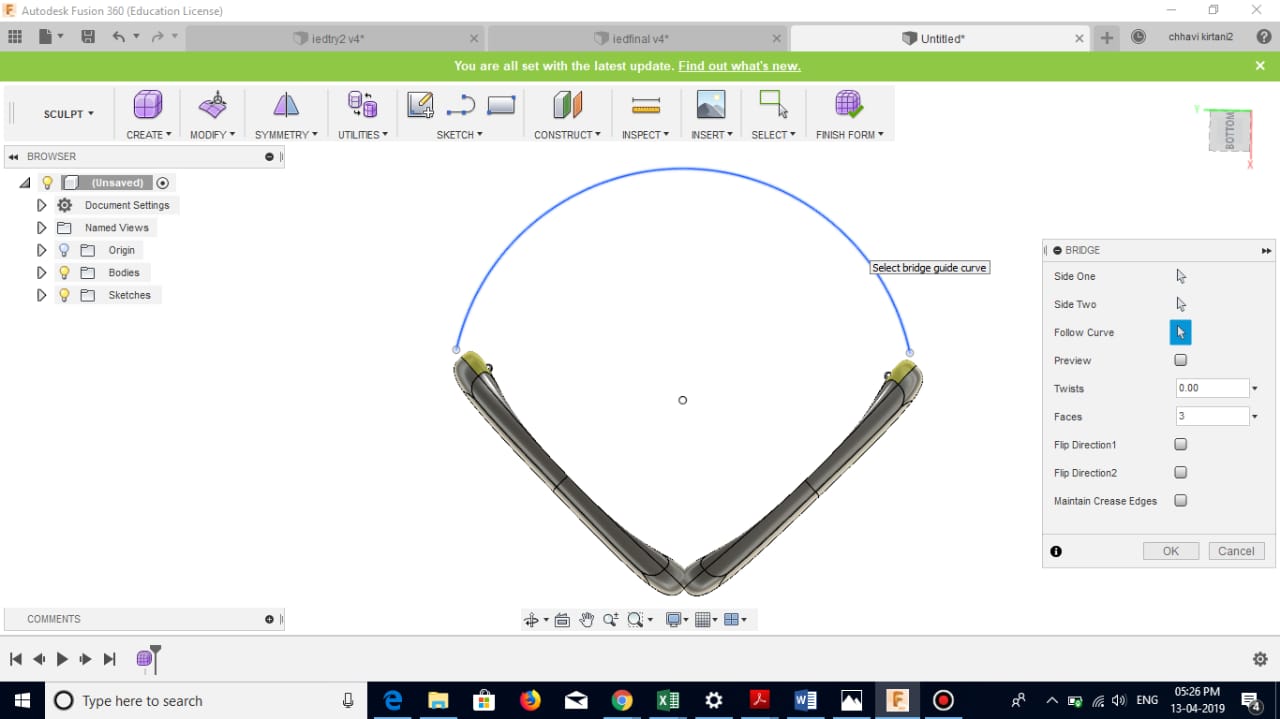 Autodesk Fusion 360 (Education License)
iedtry2 v4*
iedfinal v4*
Untitled*
chhavi kirtani2
You are all set with the latest update. Find out what's new.
SCULPT
CREATE
MODIFY
SYMMETRY
UTILITIES
SKETCH
CONSTRUCT
INSPECT
INSERT
SELECT
FINISH FORM
BOTTOM
Y
X
BROWSER
(Unsaved)
Document Settings
Named Views
Origin
Bodies
Sketches
Select bridge guide curve
BRIDGE
Side One
Side Two
Follow Curve
Preview
Twists 0.00
Faces 3
Flip Direction1
Flip Direction2
Maintain Crease Edges
OK Cancel
COMMENTS
Type here to search
ENG
05:26 PM
13-04-2019
4